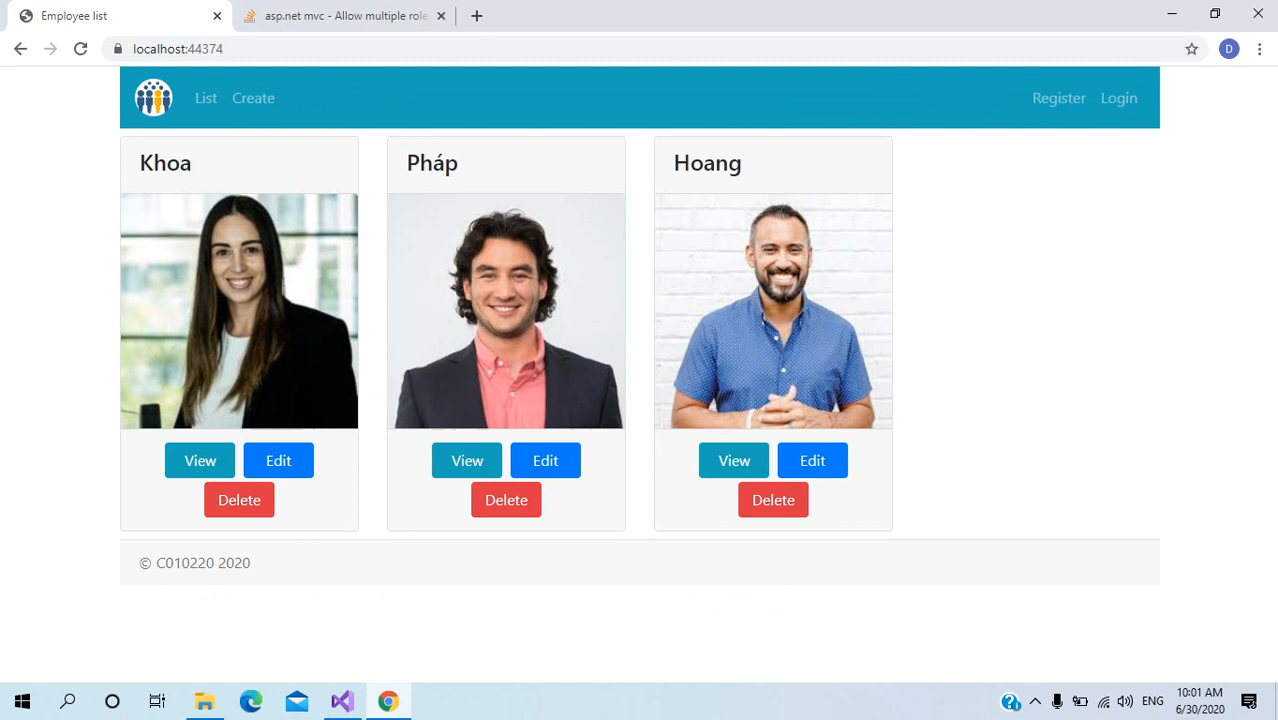 Employee list
asp.net mvc - Allow multiple role
localhost:44374
D
List Create Register Login
Khoa Pháp Hoang
View Edit View Edit View Edit
Delete Delete Delete
© C010220 2020
ENG
10:01 AM
6/30/2020